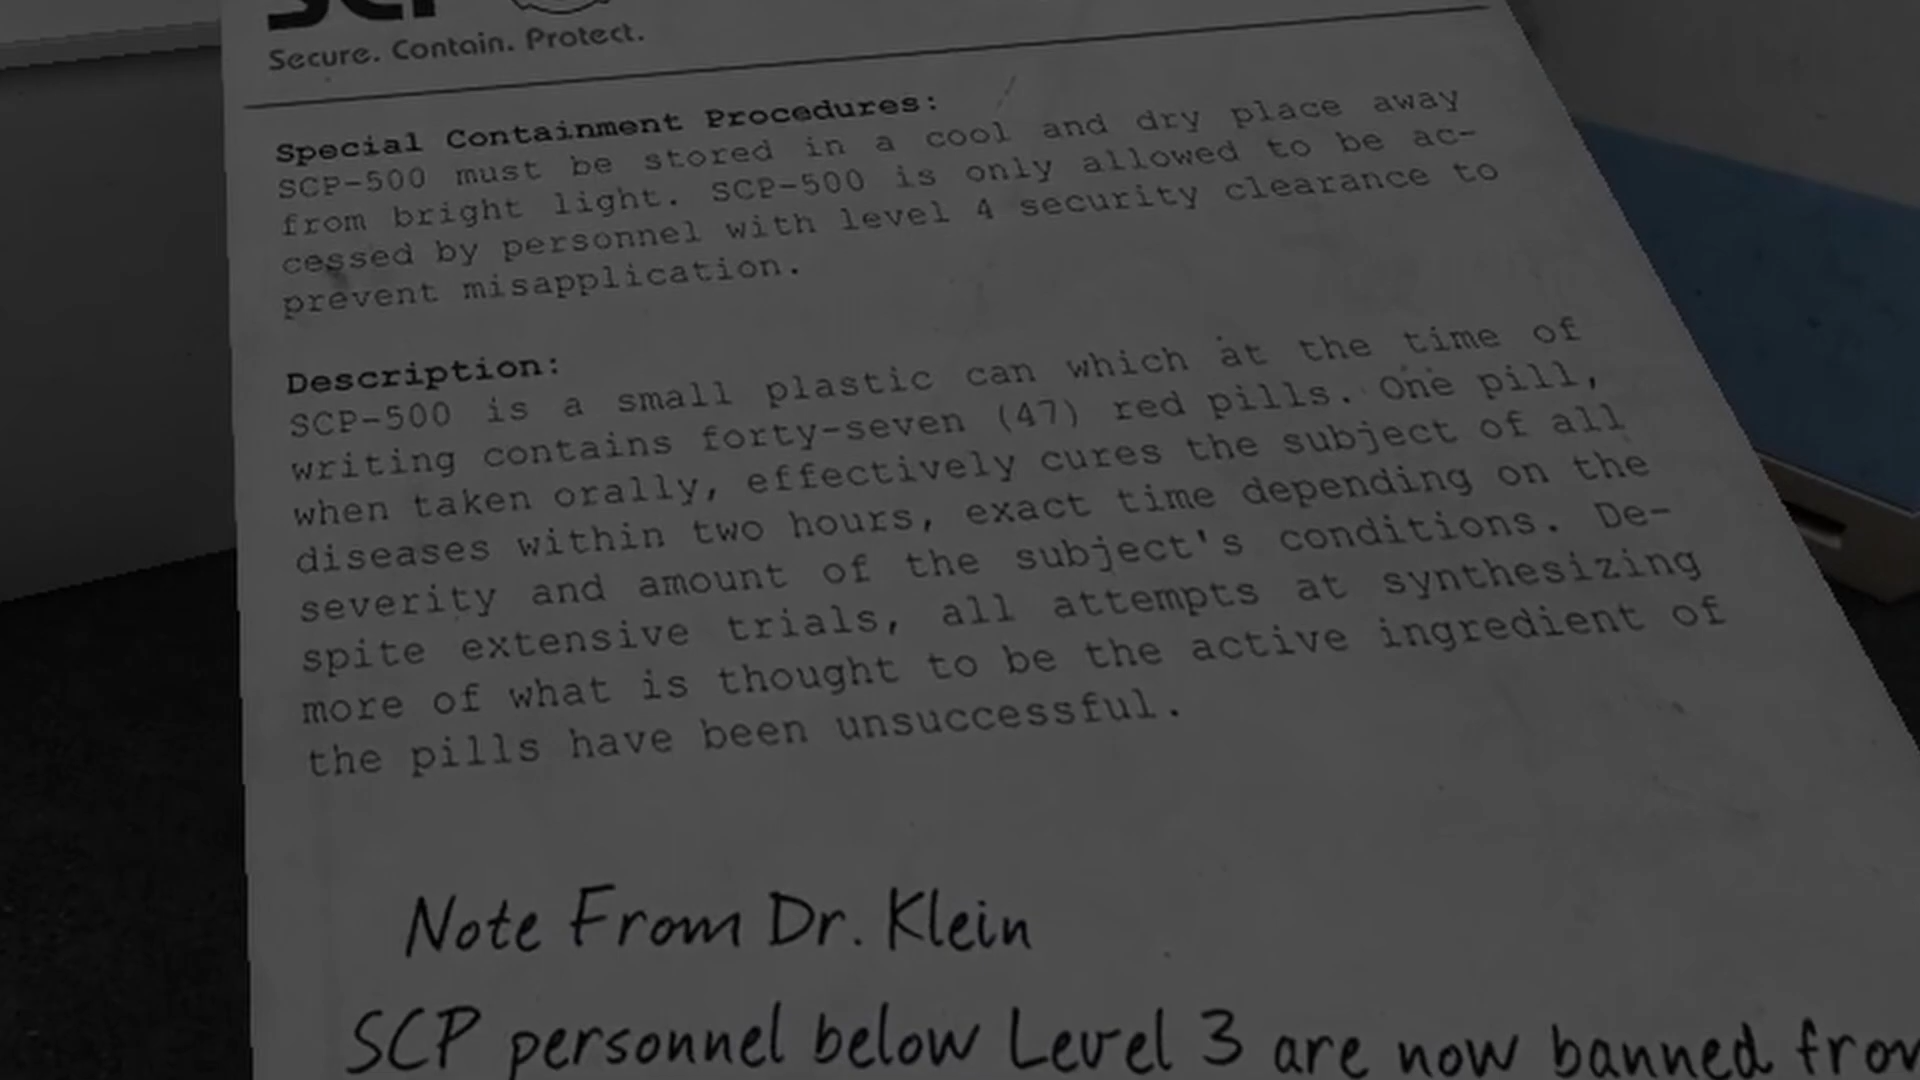 SCP
Secure. Contain. Protect.
Special Containment Procedures:
SCP-500 must be stored in a cool and dry place away
from bright light. SCP-500 is only allowed to be ac-
cessed by personnel with level 4 security clearance to
prevent misapplication.
Description:
SCP-500 is a small plastic can which at the time of
writing contains forty-seven (47) red pills. One pill,
when taken orally, effectively cures the subject of all
diseases within two hours, exact time depending on the
severity and amount of the subject's conditions. De-
spite extensive trials, all attempts at synthesizing
more of what is thought to be the active ingredient of
the pills have been unsuccessful.
Note From Dr. Klein
SCP personnel below Level 3 are now banned from